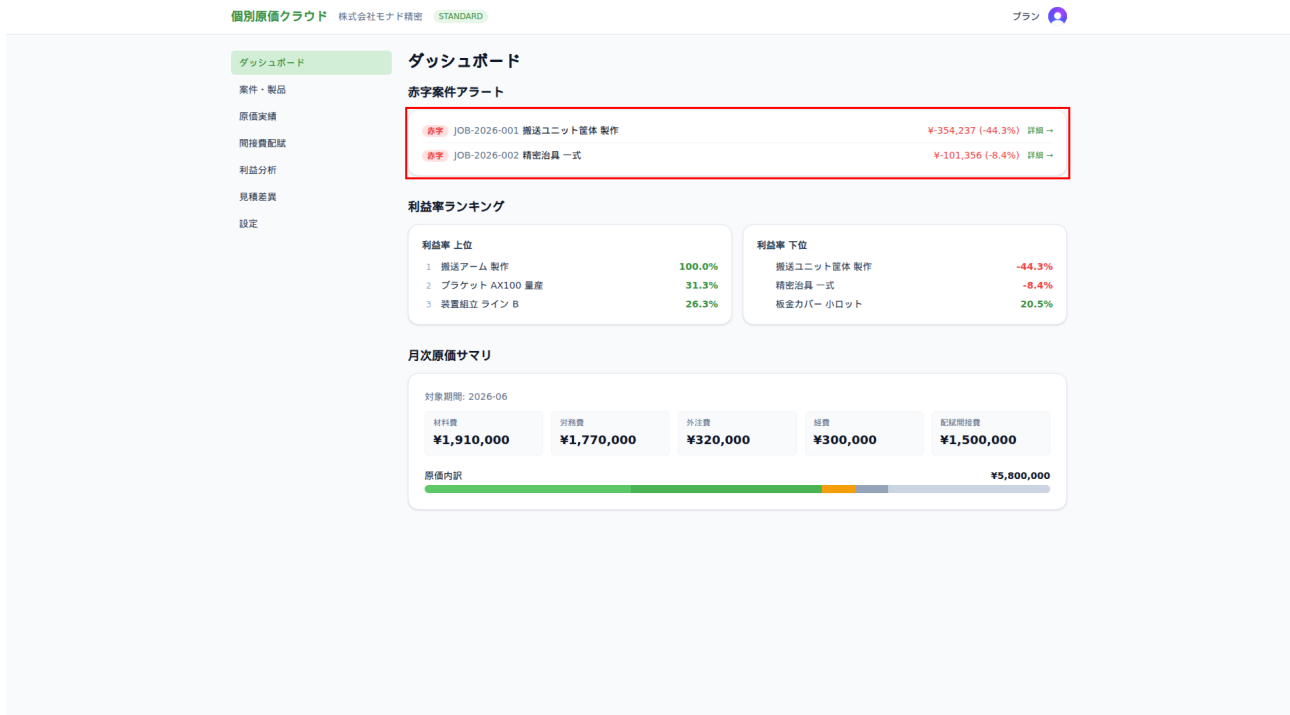 個別原価クラウド 株式会社モナド精密 STANDARD プラン
ダッシュボード
案件・製品
原価実績
間接費配賦
利益分析
見積差異
設定
ダッシュボード
赤字案件アラート
赤字 JOB-2026-001 搬送ユニット筐体 製作 ¥-354,237 (-44.3%) 詳細 →
赤字 JOB-2026-002 精密治具 一式 ¥-101,356 (-8.4%) 詳細 →
利益率ランキング
利益率 上位
1 搬送アーム 製作 100.0%
2 ブラケット AX100 量産 31.3%
3 装置組立 ライン B 26.3%
利益率 下位
搬送ユニット筐体 製作 -44.3%
精密治具 一式 -8.4%
板金カバー 小ロット 20.5%
月次原価サマリ
対象期間: 2026-06
材料費 労務費 外注費 経費 配賦間接費
¥1,910,000 ¥1,770,000 ¥320,000 ¥300,000 ¥1,500,000
原価内訳 ¥5,800,000